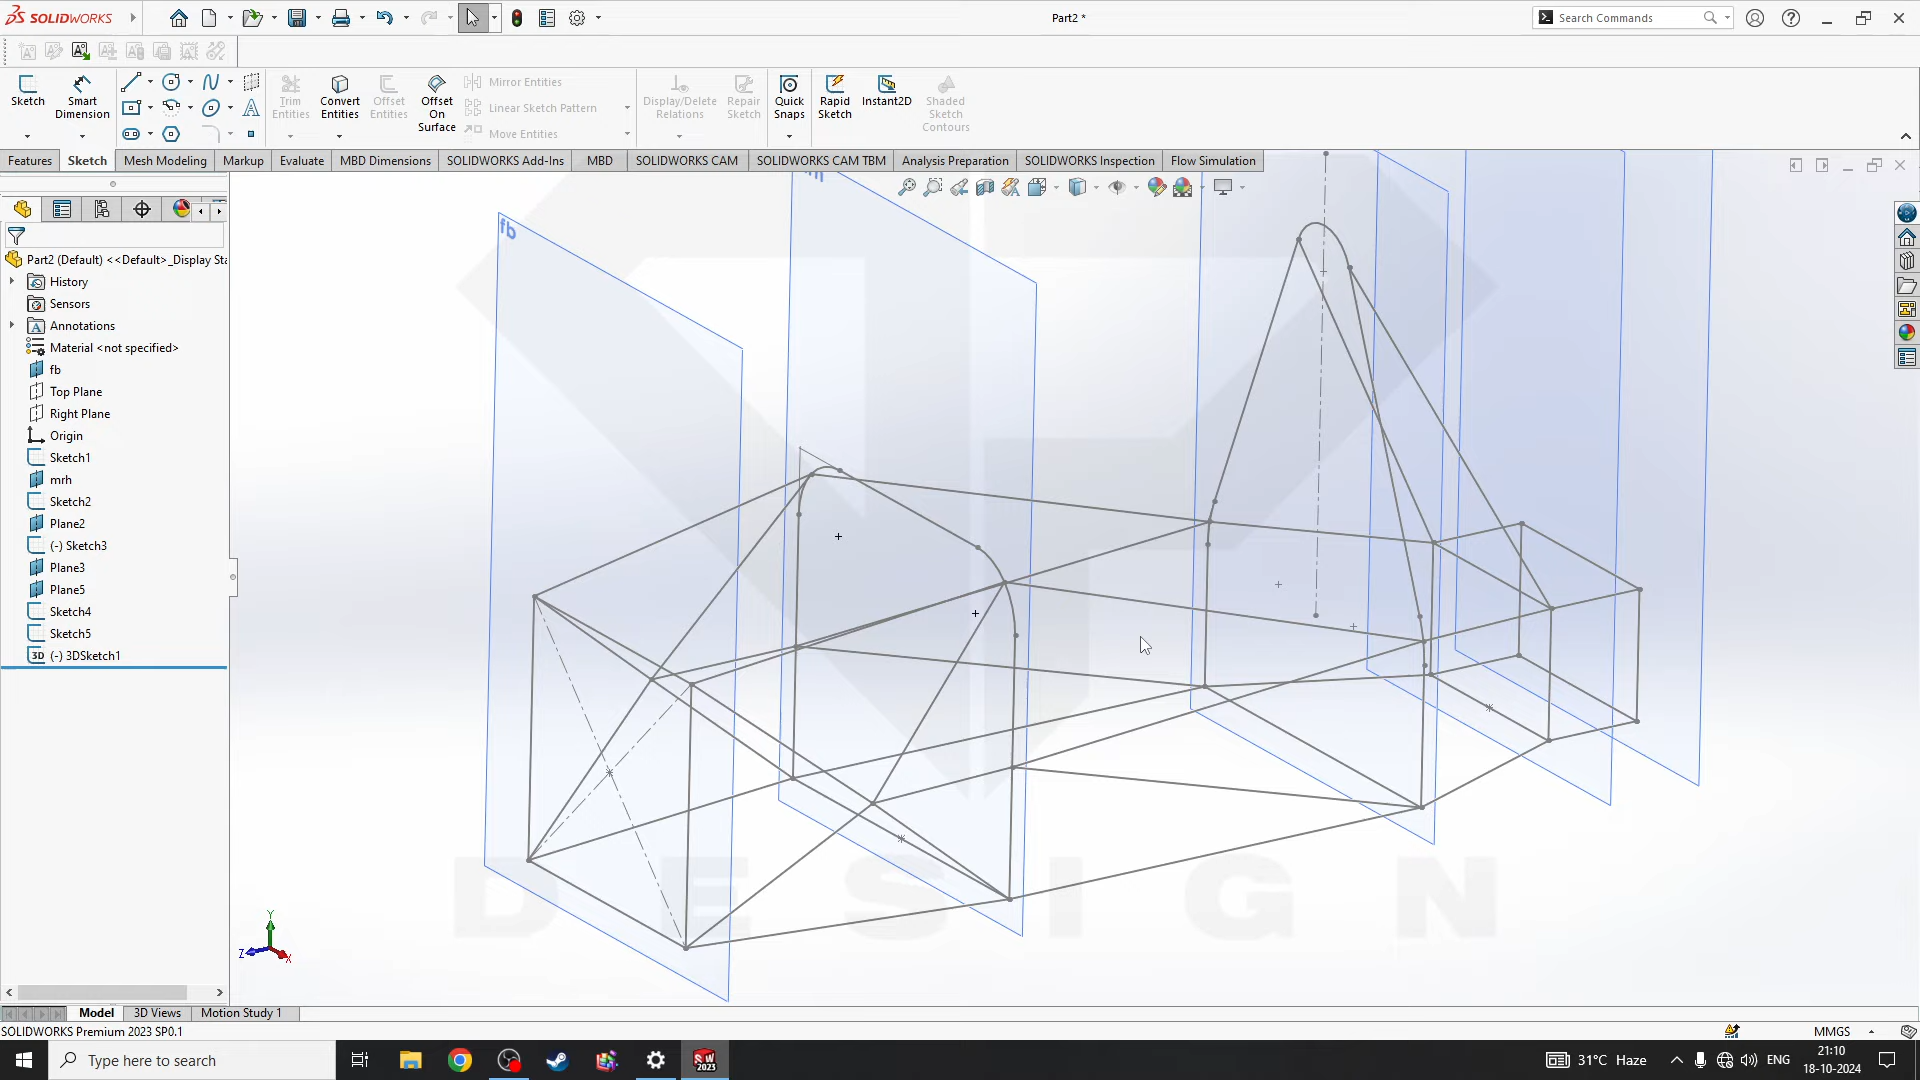 SOLIDWORKS
Part2 *
Search Commands
Sketch
Smart Dimension
Trim Entities
Convert Entities
Offset Entities
Offset On Surface
Mirror Entities
Linear Sketch Pattern
Move Entities
Display/Delete Relations
Repair Sketch
Quick Snaps
Rapid Sketch
Instant2D
Shaded Sketch Contours
Features
Sketch
Mesh Modeling
Markup
Evaluate
MBD Dimensions
SOLIDWORKS Add-Ins
MBD
SOLIDWORKS CAM
SOLIDWORKS CAM TBM
Analysis Preparation
SOLIDWORKS Inspection
Flow Simulation
Part2 (Default) <<Default>_Display Sta
History
Sensors
Annotations
Material <not specified>
fb
Top Plane
Right Plane
Origin
Sketch1
mrh
Sketch2
Plane2
(-) Sketch3
Plane3
Plane5
Sketch4
Sketch5
3D (-) 3DSketch1
fb
DESIGN
Y
Z
X
Model
3D Views
Motion Study 1
SOLIDWORKS Premium 2023 SP0.1
MMGS
Type here to search
31°C Haze
ENG
21:10
18-10-2024